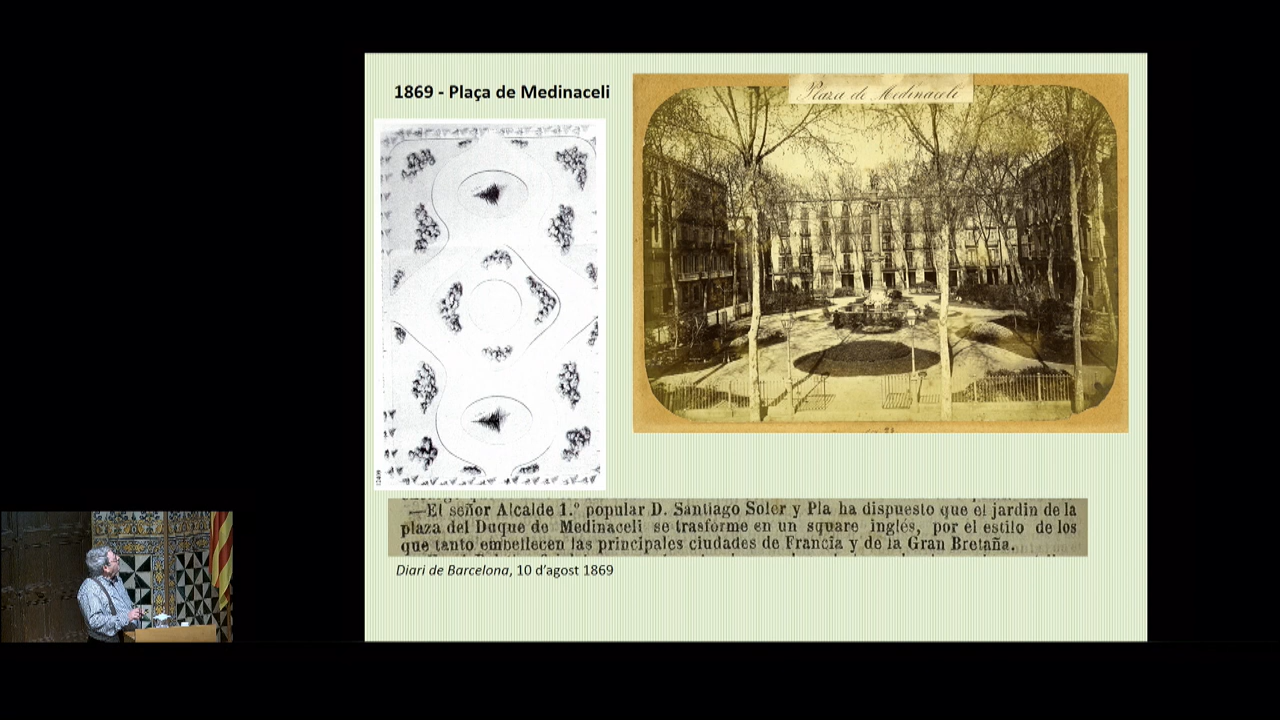 1869 - Plaça de Medinaceli
Plaza de Medinaceli
—El señor Alcalde 1.º popular D. Santiago Soler y Pla ha dispuesto que el jardin de la
plaza del Duque de Medinaceli se trasforme en un square inglés, por el estilo de los
que tanto embellecen las principales ciudades de Francia y de la Gran Bretaña.
Diari de Barcelona, 10 d'agost 1869